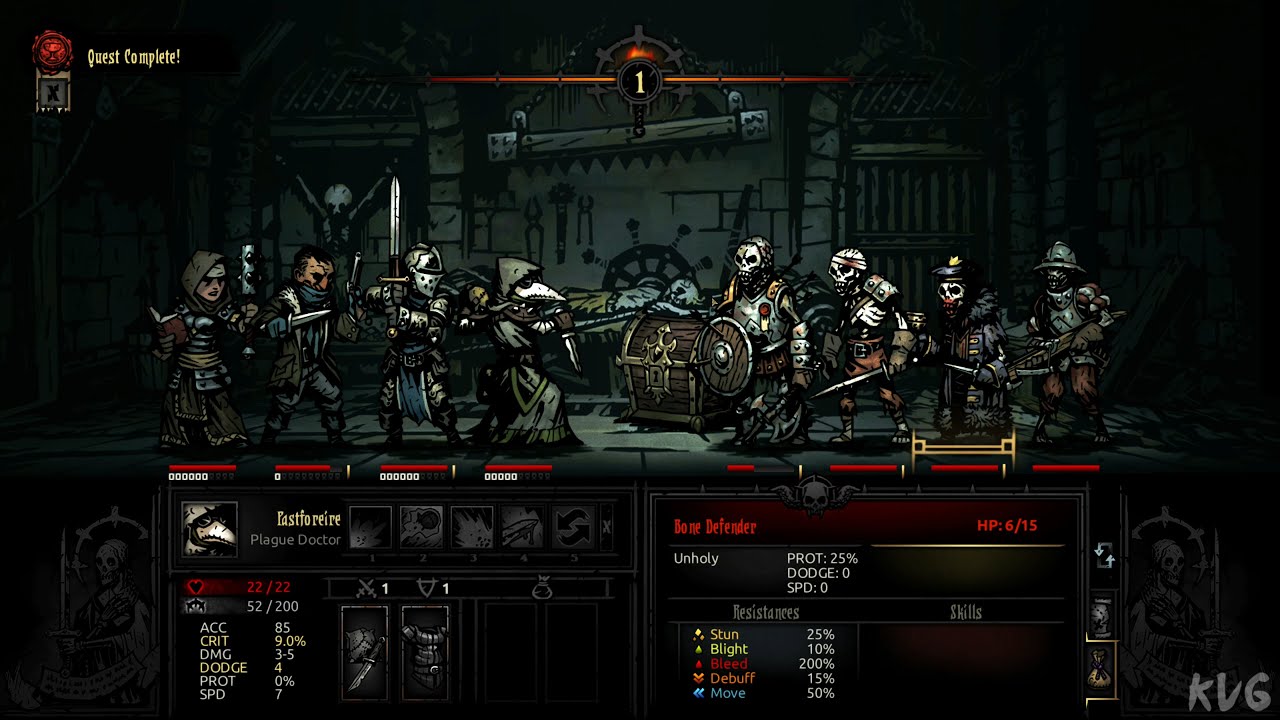 Quest Complete!
1
Pastforeire
Plague Doctor
1 2 3 4 5
22 / 22
52 / 200
1 1
ACC 85
CRIT 9.0%
DMG 3-5
DODGE 4
PROT 0%
SPD 7
Bone Defender
HP: 6/15
Unholy
PROT: 25%
DODGE: 0
SPD: 0
Resistances
Skills
Stun 25%
Blight 10%
Bleed 200%
Debuff 15%
Move 50%
KVG